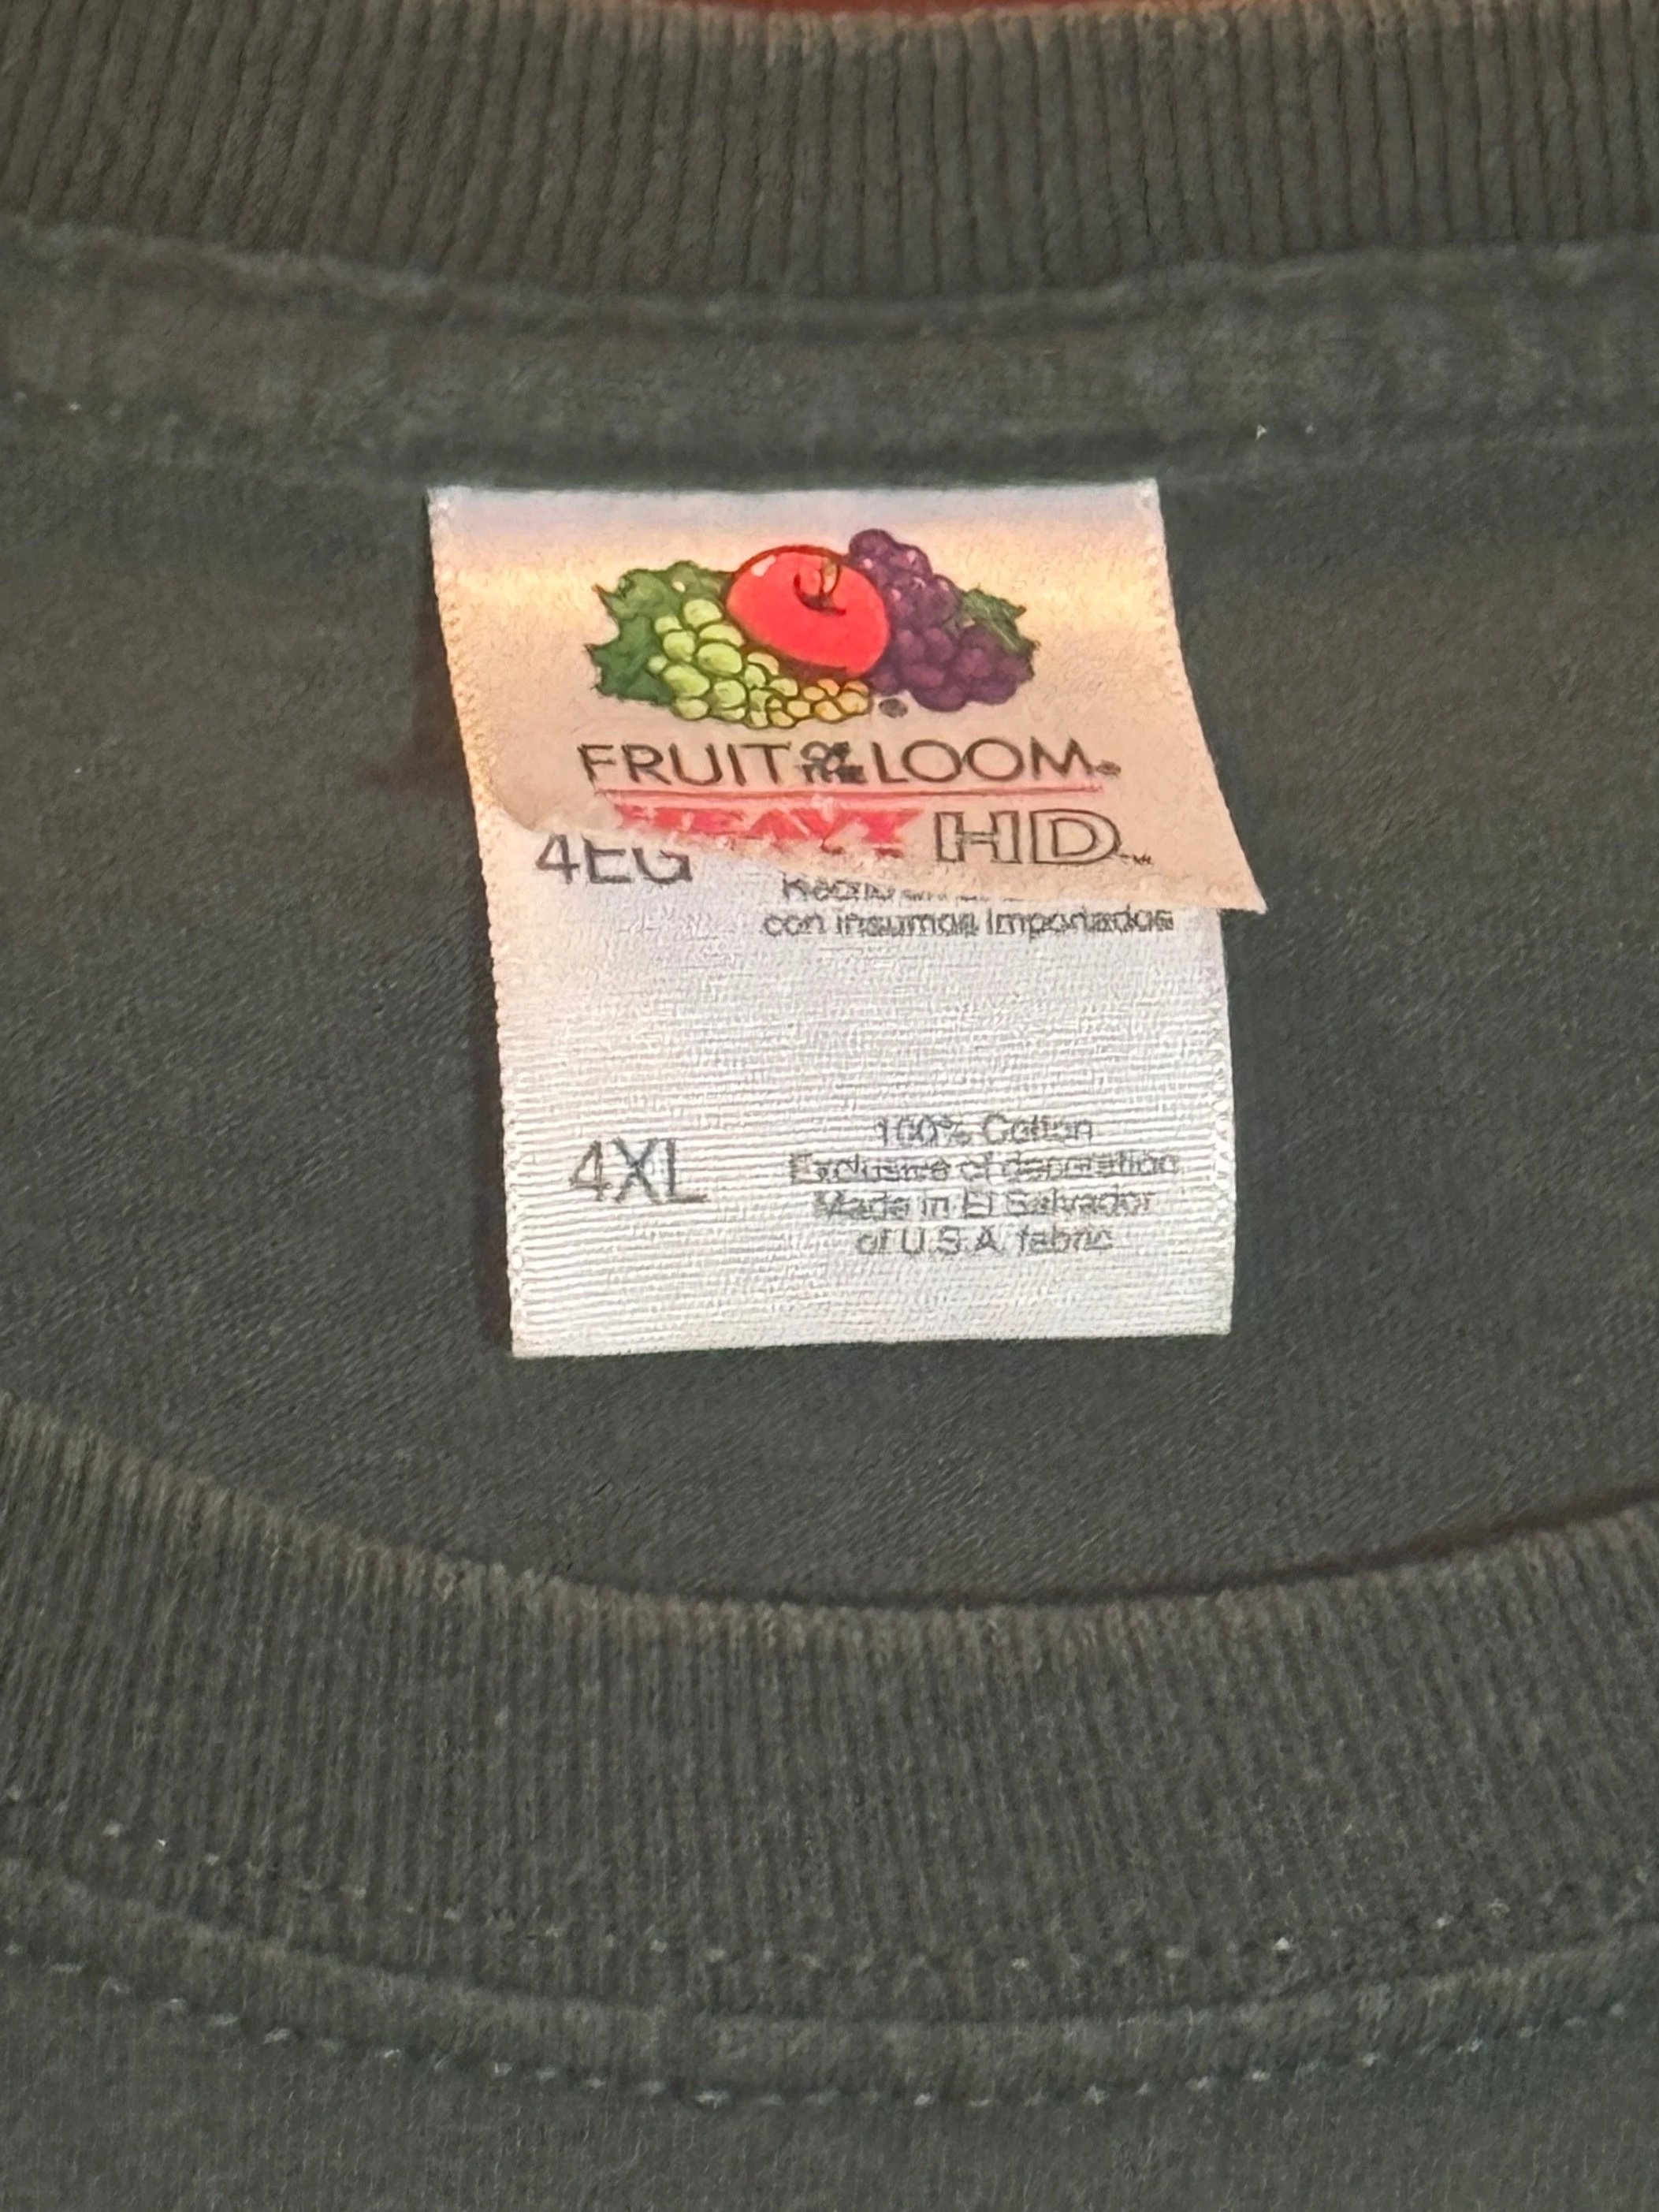 FRUIT OF THE LOOM®
HEAVY HD™
4EG
con insumos importados
4XL
100% Cotton
Exclusive of decoration
Made in El Salvador
of U.S.A. fabric